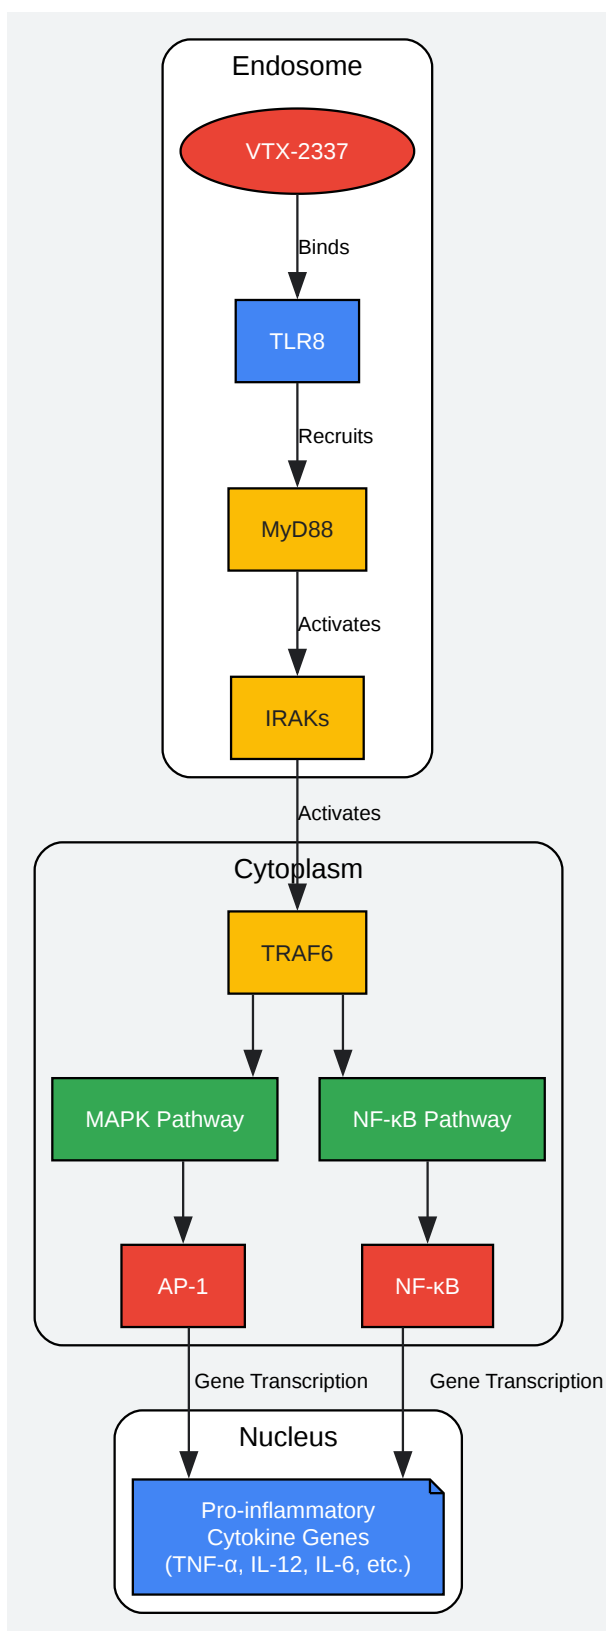 Endosome
VTX-2337
Binds
TLR8
Recruits
MyD88
Activates
IRAKs
Activates
Cytoplasm
TRAF6
MAPK Pathway
NF-κB Pathway
AP-1
NF-κB
Gene Transcription
Gene Transcription
Nucleus
Pro-inflammatory
Cytokine Genes
(TNF-α, IL-12, IL-6, etc.)